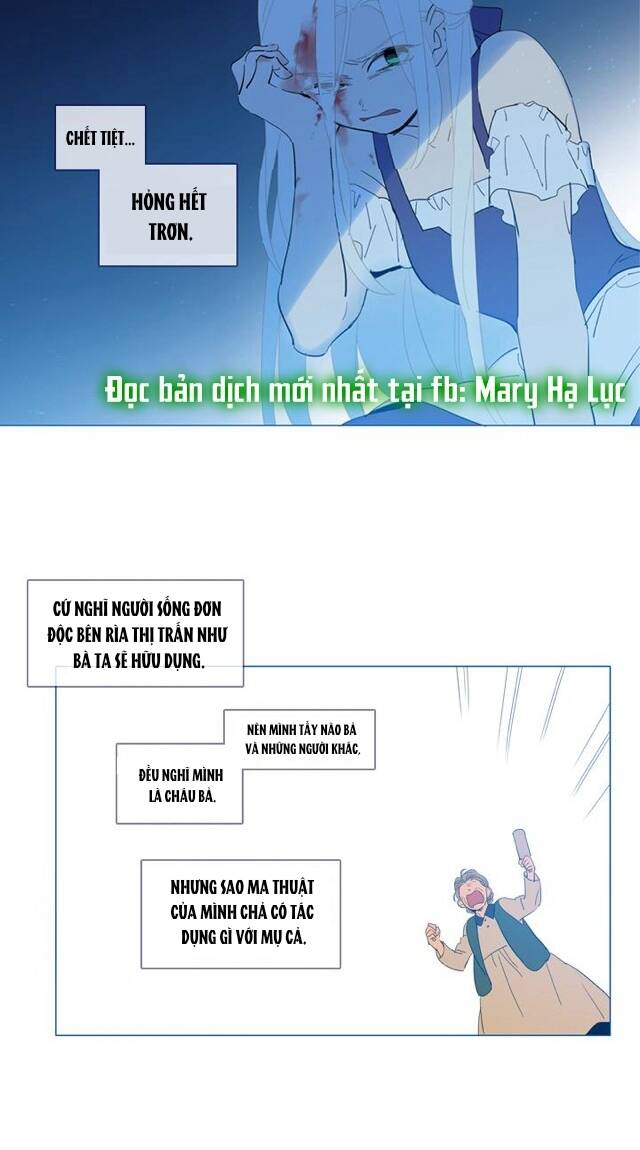 CHẾT TIỆT...
HỎNG HẾT
TRƠN.
Đọc bản dịch mới nhất tại fb: Mary Hạ Lục
CỨ NGHĨ NGƯỜI SỐNG ĐƠN
ĐỘC BÊN RÌA THỊ TRẤN NHƯ
BÀ TA SẼ HỮU DỤNG.
NÊN MÌNH TẨY NÃO BÀ
VÀ NHỮNG NGƯỜI KHÁC,
ĐỀU NGHĨ MÌNH
LÀ CHÁU BÀ.
NHƯNG SAO MA THUẬT
CỦA MÌNH CHẢ CÓ TÁC
DỤNG GÌ VỚI MỤ CẢ.